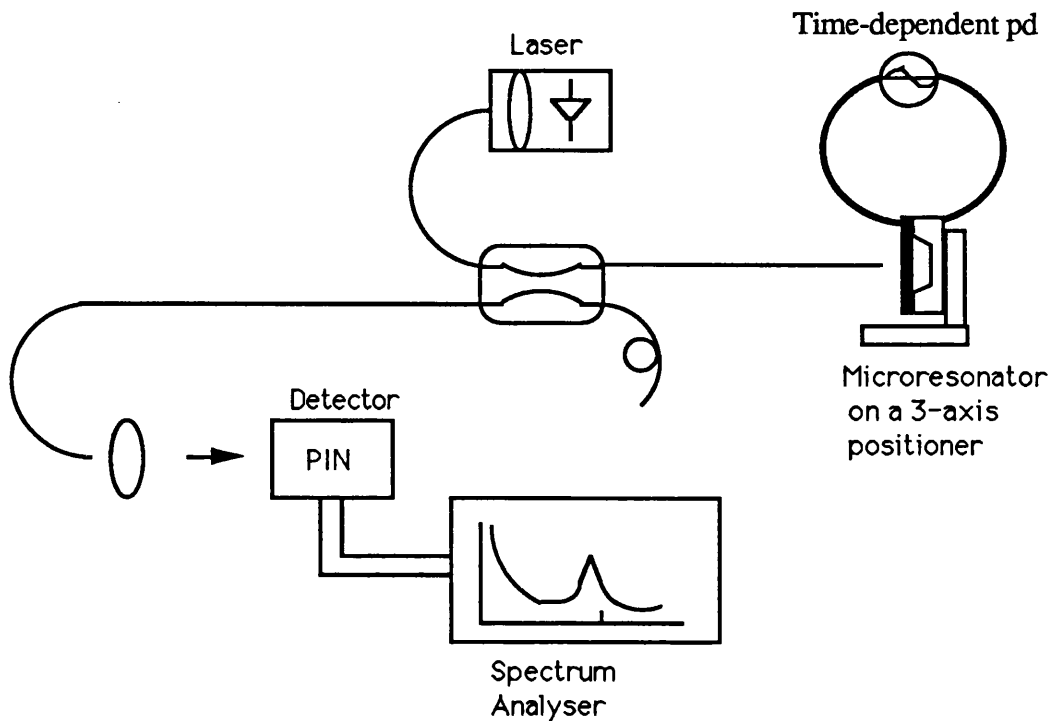 Time-dependent pd
Laser
Microresonator
on a 3-axis
positioner
Detector
PIN
Spectrum
Analyser